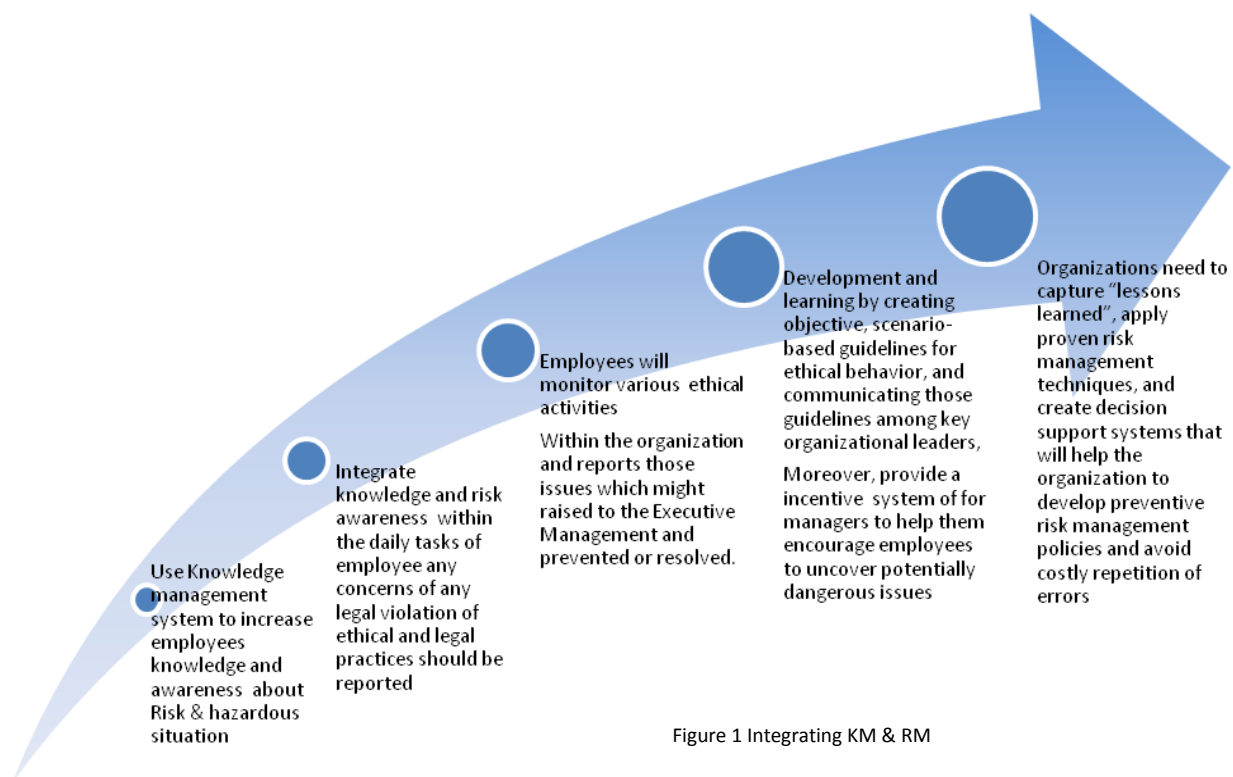 Use Knowledge
management
system to increase
employees
knowledge and
awareness about
Risk & hazardous
situation
Integrate
knowledge and risk
awareness within
the daily tasks of
employee any
concerns of any
legal violation of
ethical and legal
practices should be
reported
Employees will
monitor various ethical
activities
Within the organization
and reports those
issues which might
raised to the Executive
Management and
prevented or resolved.
Development and
learning by creating
objective, scenario-
based guidelines for
ethical behavior, and
communicating those
guidelines among key
organizational leaders,
Moreover, provide a
incentive system of for
managers to help them
encourage employees
to uncover potentially
dangerous issues
Organizations need to
capture “lessons
learned”, apply
proven risk
management
techniques, and
create decision
support systems that
will help the
organization to
develop preventive
risk management
policies and avoid
costly repetition of
errors
Figure 1 Integrating KM & RM